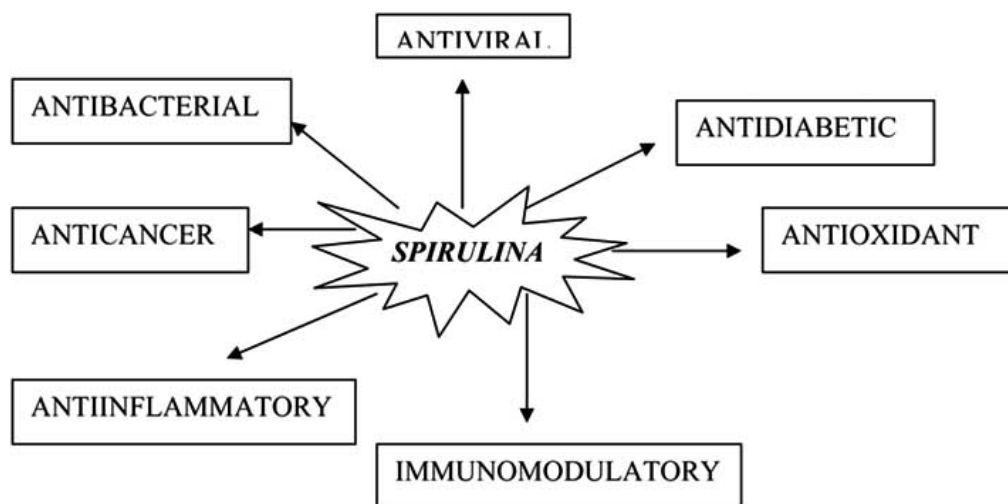 ANTIVIRAL
ANTIBACTERIAL
ANTIDIABETIC
ANTICANCER
SPIRULINA
ANTIOXIDANT
ANTIINFLAMMATORY
IMMUNOMODULATORY